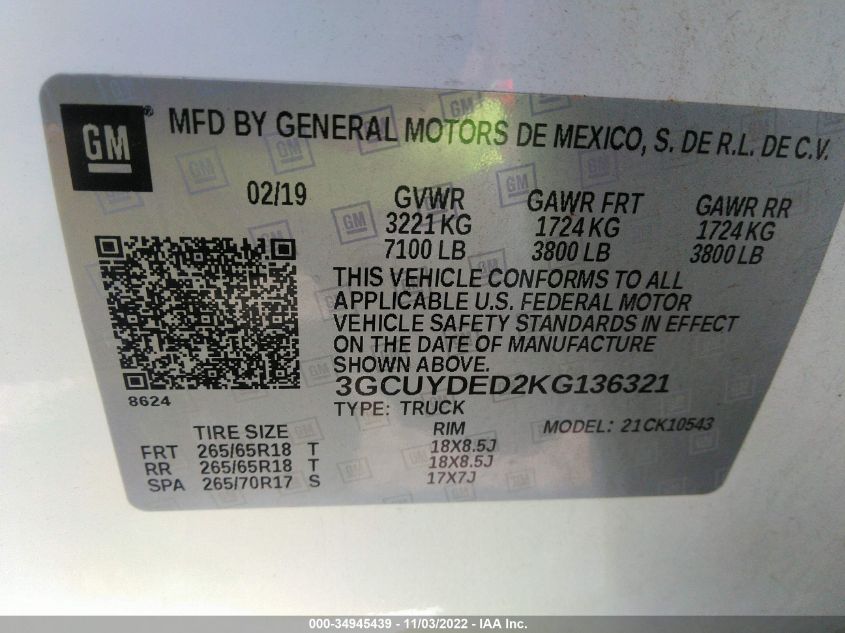 GM ® MFD BY GENERAL MOTORS DE MEXICO, S. DE R.L. DE C.V.
02/19 GVWR GAWR FRT GAWR RR
3221 KG 1724 KG 1724 KG
7100 LB 3800 LB 3800 LB
THIS VEHICLE CONFORMS TO ALL
APPLICABLE U.S. FEDERAL MOTOR
VEHICLE SAFETY STANDARDS IN EFFECT
ON THE DATE OF MANUFACTURE
SHOWN ABOVE.
8624 3GCUYDED2KG136321
TYPE: TRUCK
TIRE SIZE RIM MODEL: 21CK10543
FRT 265/65R18 T 18X8.5J
RR 265/65R18 T 18X8.5J
SPA 265/70R17 S 17X7J
000-34945439 - 11/03/2022 - IAA Inc.